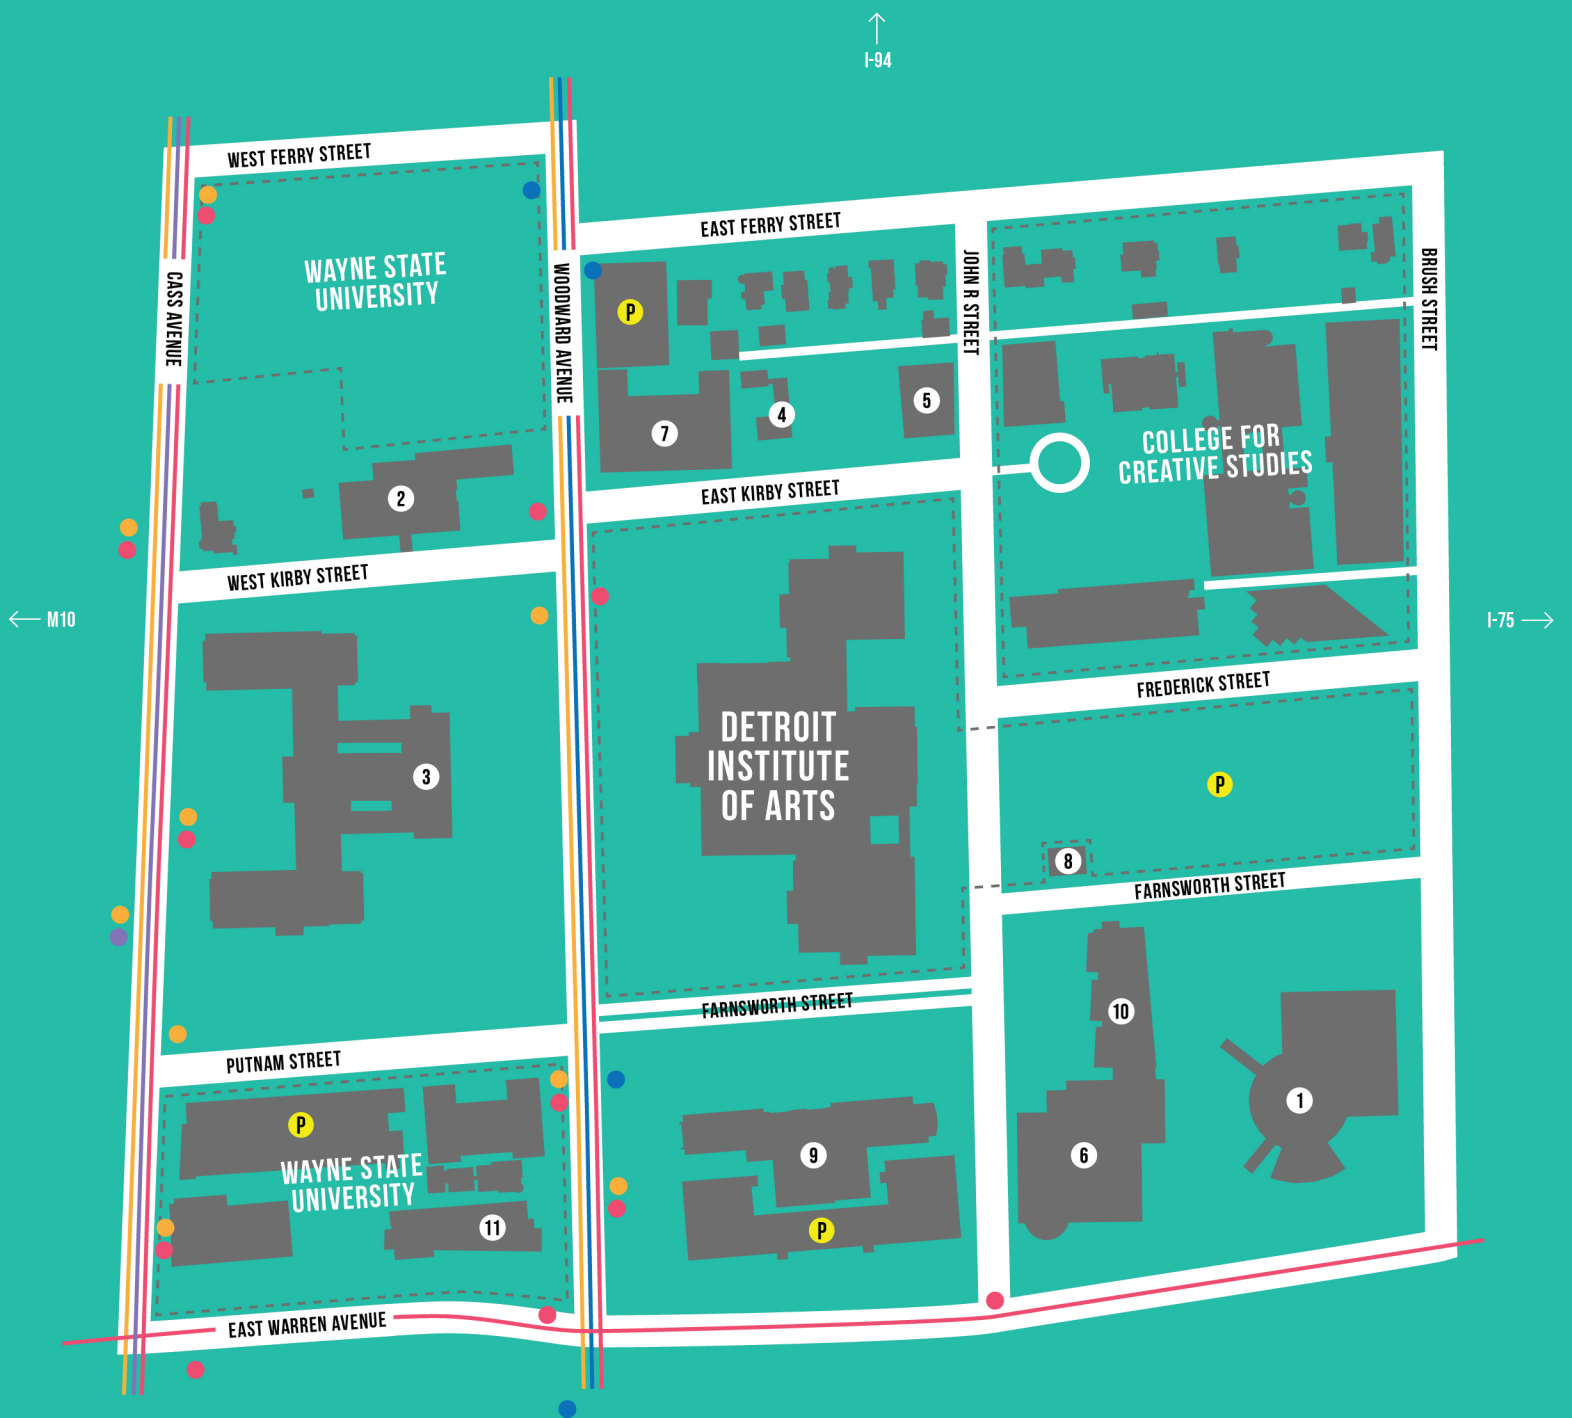 I-94
WEST FERRY STREET
EAST FERRY STREET
WAYNE STATE
UNIVERSITY
CASS AVENUE
WOODWARD AVENUE
JOHN R STREET
BRUSH STREET
P
7
4
5
COLLEGE FOR
CREATIVE STUDIES
2
EAST KIRBY STREET
WEST KIRBY STREET
M10
I-75
FREDERICK STREET
DETROIT
INSTITUTE
OF ARTS
3
P
8
FARNSWORTH STREET
FARNSWORTH STREET
10
PUTNAM STREET
1
P
WAYNE STATE
UNIVERSITY
9
6
11
P
EAST WARREN AVENUE